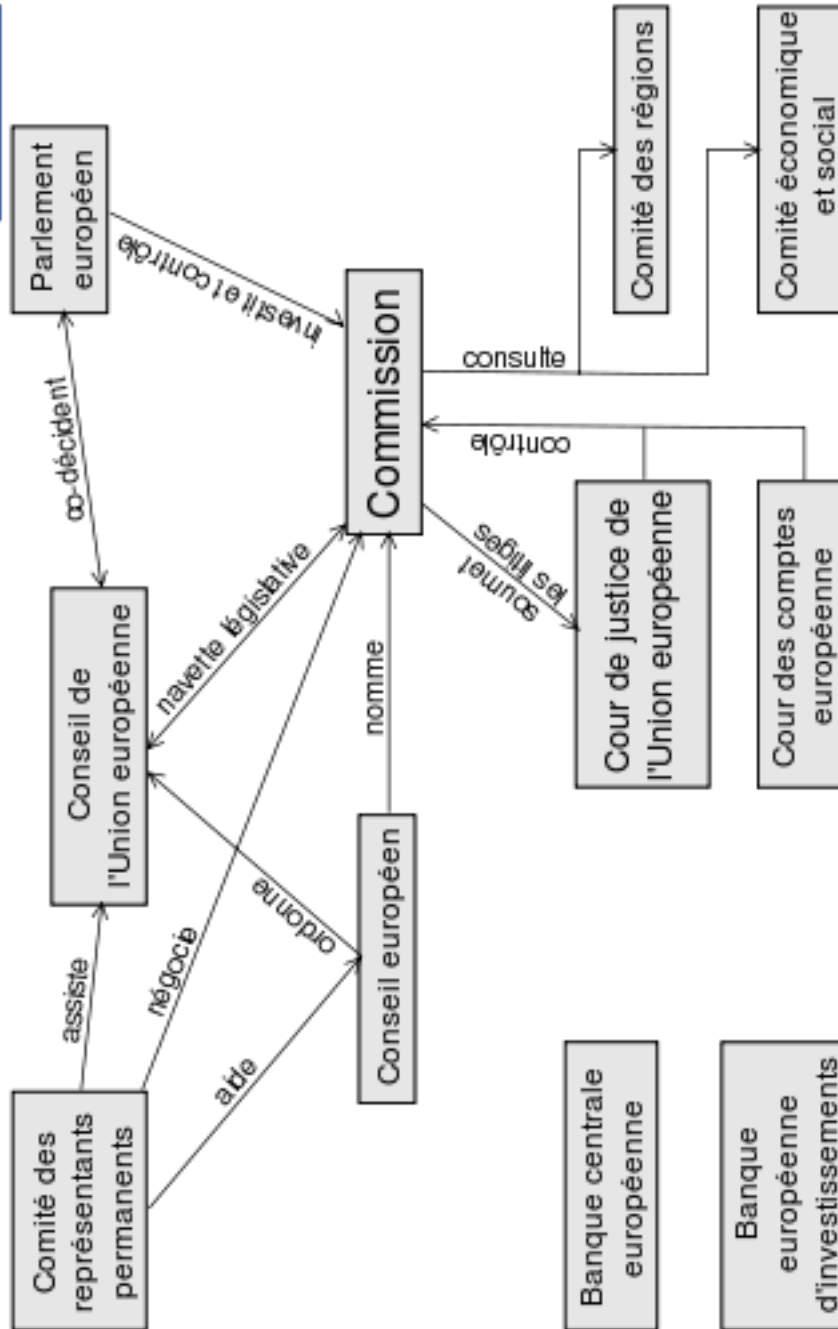 Comité des
représentants
permanents
assiste
Conseil de
l'Union européenne
co-décident
Parlement
européen
négocie
navette législative
investit et contrôle
aide
ordonne
Conseil européen
nomme
Commission
soumet
les litiges
contrôle
consulte
Banque centrale
européenne
Cour de justice de
l'Union européenne
Comité des régions
Banque
européenne
d'investissements
Cour des comptes
européenne
Comité économique
et social